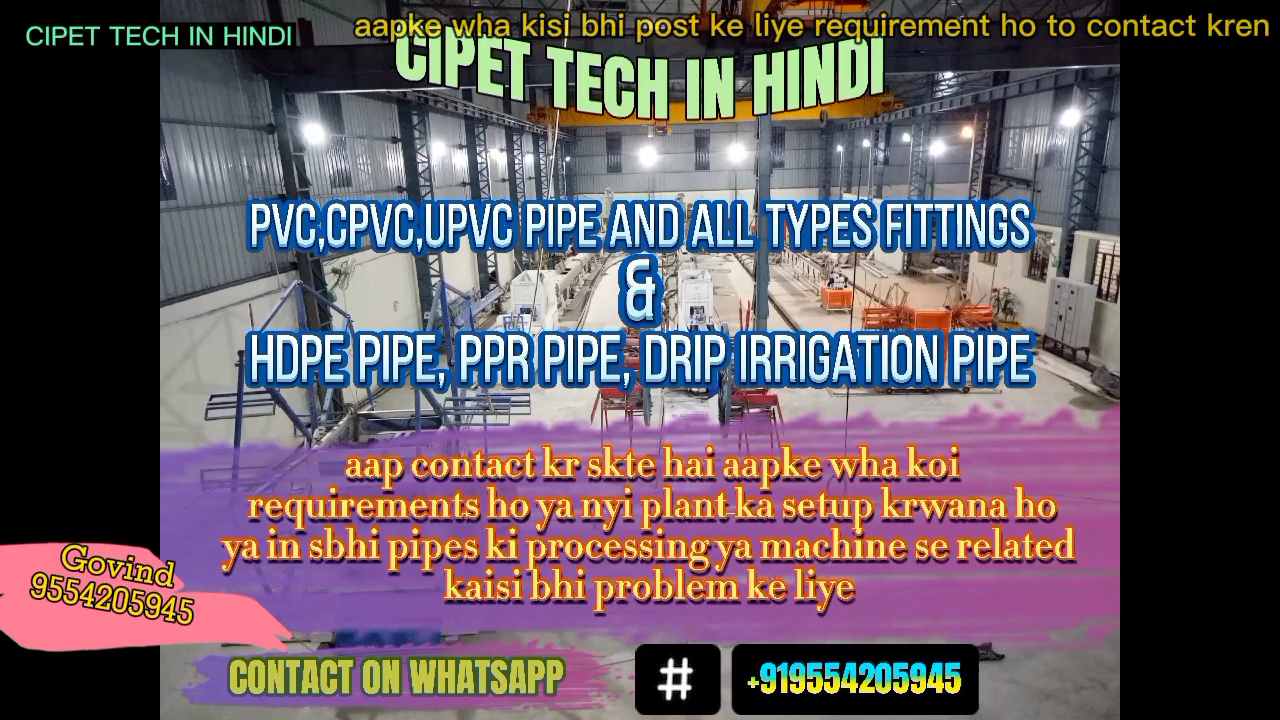 CIPET TECH IN HINDI
aapke wha kisi bhi post ke liye requirement ho to contact kren
CIPET TECH IN HINDI
PVC,CPVC,UPVC PIPE AND ALL TYPES FITTINGS
&
HDPE PIPE, PPR PIPE, DRIP IRRIGATION PIPE
aap contact kr skte hai aapke wha koi
requirements ho ya nyi plant ka setup krwana ho
ya in sbhi pipes ki processing ya machine se related
kaisi bhi problem ke liye
Govind
9554205945
CONTACT ON WHATSAPP
#
+919554205945